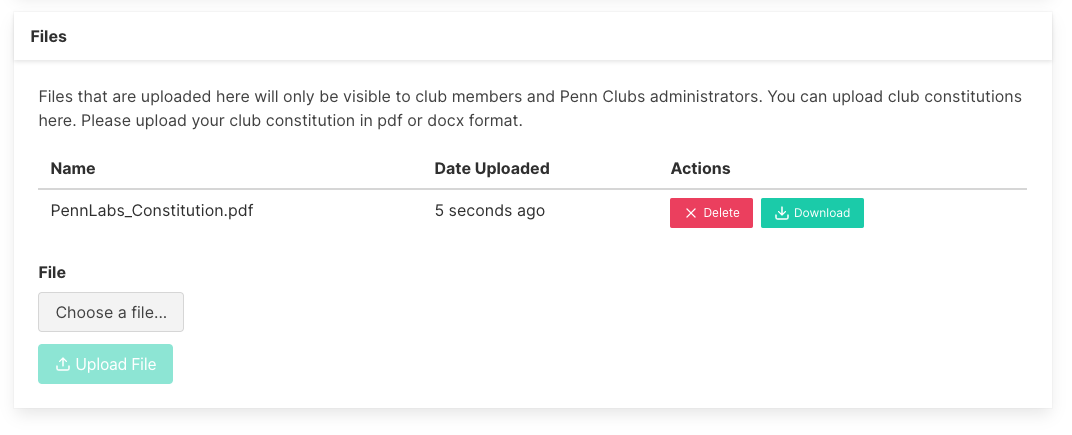 Files
Files that are uploaded here will only be visible to club members and Penn Clubs administrators. You can upload club constitutions
here. Please upload your club constitution in pdf or docx format.
Name Date Uploaded Actions
PennLabs_Constitution.pdf 5 seconds ago Delete Download
File
Choose a file...
Upload File